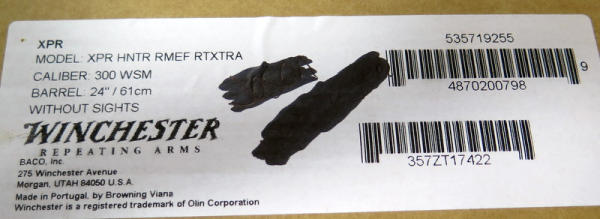 XPR
MODEL: XPR HNTR RMEF RTXTRA
CALIBER: 300 WSM
BARREL: 24" / 61cm
WITHOUT SIGHTS
WINCHESTER
REPEATING ARMS
BACO, Inc.
275 Winchester Avenue
Morgan, UTAH 84050 U.S.A.
Made in Portugal, by Browning Viana
Winchester is a registered trademark of Olin Corporation
535719255
9
4870200798
357ZT17422